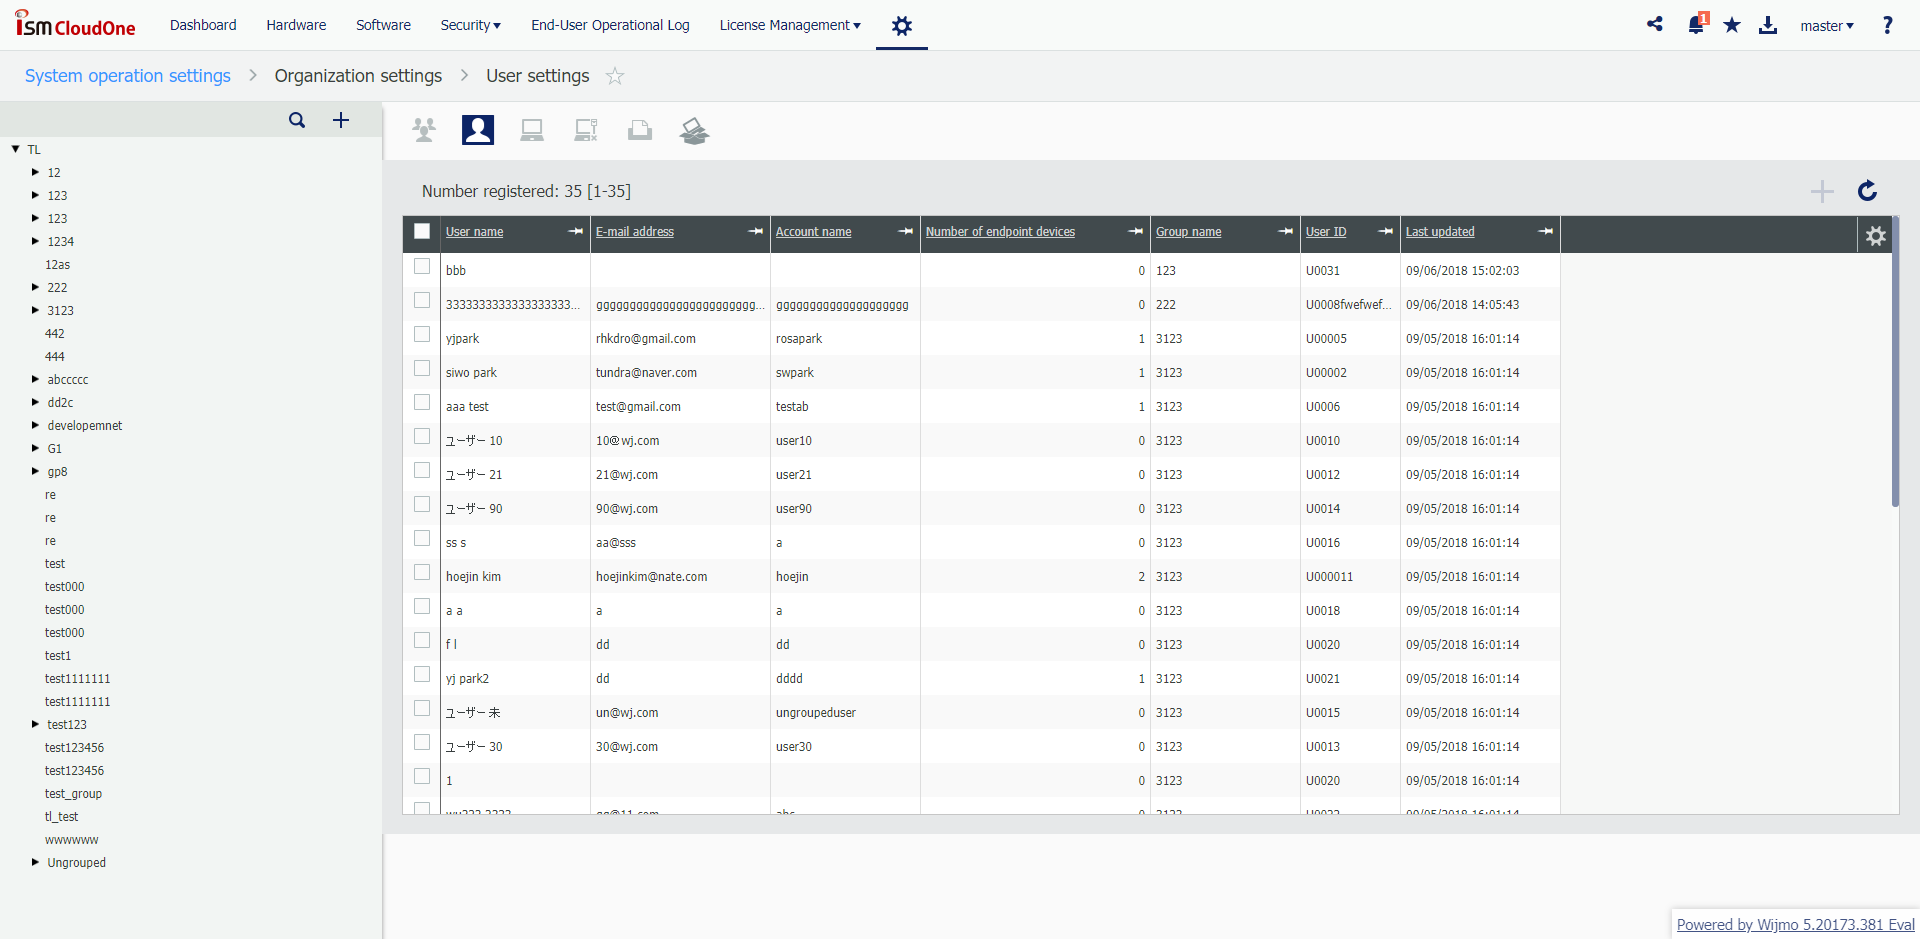 ISM CloudOne Dashboard Hardware Software Security End-User Operational Log License Management 1 master ?
System operation settings > Organization settings > User settings
TL
12
123
123
1234
12as
222
3123
442
444
abccccc
dd2c
developemnet
G1
gp8
re
re
re
test
test000
test000
test000
test1
test1111111
test1111111
test123
test123456
test123456
test_group
tl_test
wwwwww
Ungrouped
Number registered: 35 [1-35]
User name E-mail address Account name Number of endpoint devices Group name User ID Last updated
bbb 0 123 U0031 09/06/2018 15:02:03
33333333333333333333... ggggggggggggggggggggggggg... gggggggggggggggggggg 0 222 U0008fwefwef... 09/06/2018 14:05:43
yjpark rhkdro@gmail.com rosapark 1 3123 U00005 09/05/2018 16:01:14
siwo park tundra@naver.com swpark 1 3123 U00002 09/05/2018 16:01:14
aaa test test@gmail.com testab 1 3123 U0006 09/05/2018 16:01:14
ユーザー 10 10@wj.com user10 0 3123 U0010 09/05/2018 16:01:14
ユーザー 21 21@wj.com user21 0 3123 U0012 09/05/2018 16:01:14
ユーザー 90 90@wj.com user90 0 3123 U0014 09/05/2018 16:01:14
ss s aa@sss a 0 3123 U0016 09/05/2018 16:01:14
hoejin kim hoejinkim@nate.com hoejin 2 3123 U000011 09/05/2018 16:01:14
a a a a 0 3123 U0018 09/05/2018 16:01:14
f l dd dd 0 3123 U0020 09/05/2018 16:01:14
yj park2 dd dddd 1 3123 U0021 09/05/2018 16:01:14
ユーザー 未 un@wj.com ungroupeduser 0 3123 U0015 09/05/2018 16:01:14
ユーザー 30 30@wj.com user30 0 3123 U0013 09/05/2018 16:01:14
1 0 3123 U0020 09/05/2018 16:01:14
Powered by Wijmo 5.20173.381 Eval